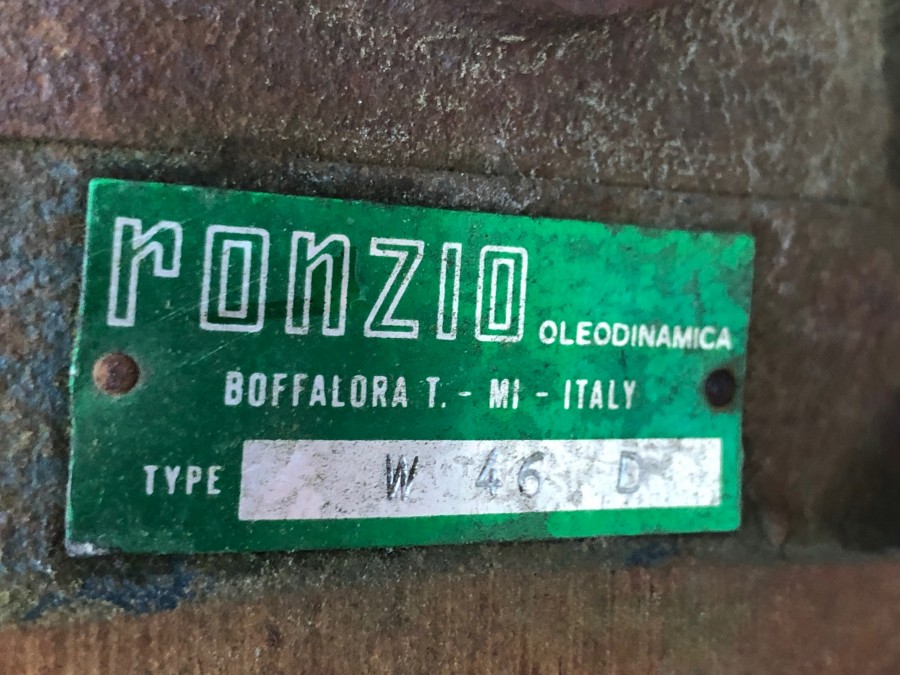 ronzio OLEODINAMICA
BOFFALORA T. - MI - ITALY
TYPE W 46 D